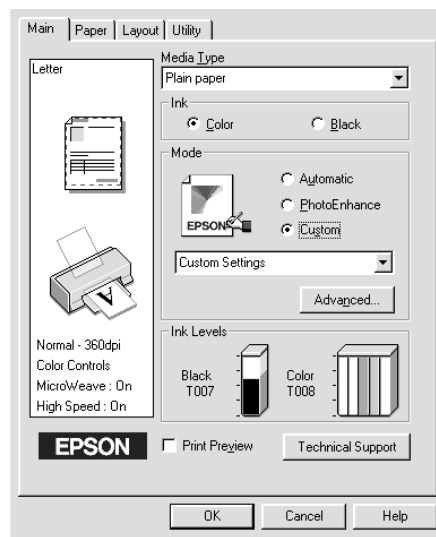 Main Paper Layout Utility
Letter
Media Type
Plain paper
Ink
Color Black
Mode
EPSON
Automatic
PhotoEnhance
Custom
Custom Settings
Advanced...
A
Normal - 360dpi
Color Controls
MicroWeave : On
High Speed : On
Ink Levels
Black
T007
Color
T008
EPSON
Print Preview
Technical Support
OK Cancel Help